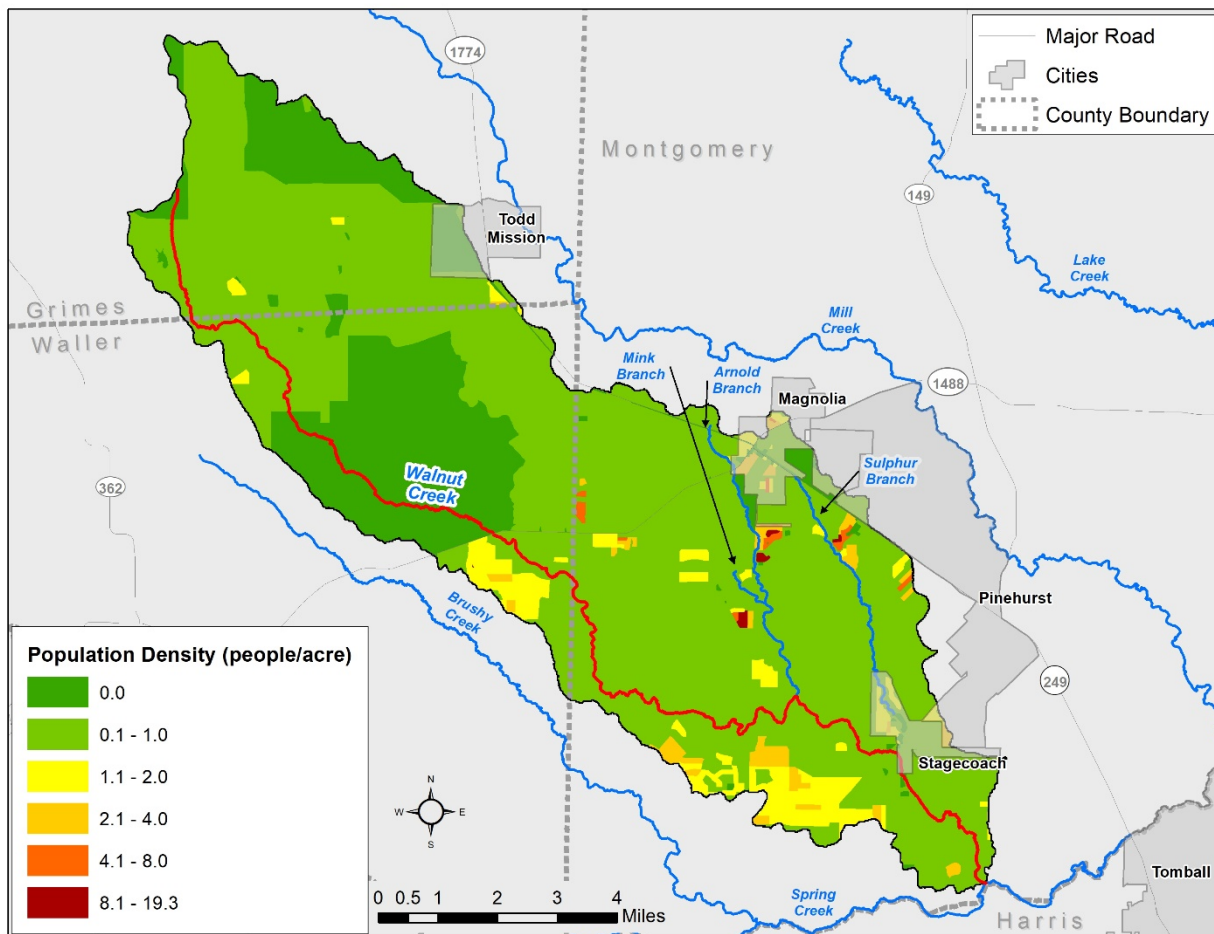 1774
Major Road
Cities
County Boundary
Montgomery
149
Todd
Mission
Lake
Creek
Grimes
Waller
Mill
Creek
Mink
Branch
Arnold
Branch
1488
Magnolia
Sulphur
Branch
Walnut
Creek
362
Pinehurst
Brushy
Creek
Population Density (people/acre)
0.0
0.1 - 1.0
1.1 - 2.0
2.1 - 4.0
4.1 - 8.0
8.1 - 19.3
249
Stagecoach
N
W E
S
Tomball
0 0.5 1 2 3 4
Miles
Spring
Creek
Harris